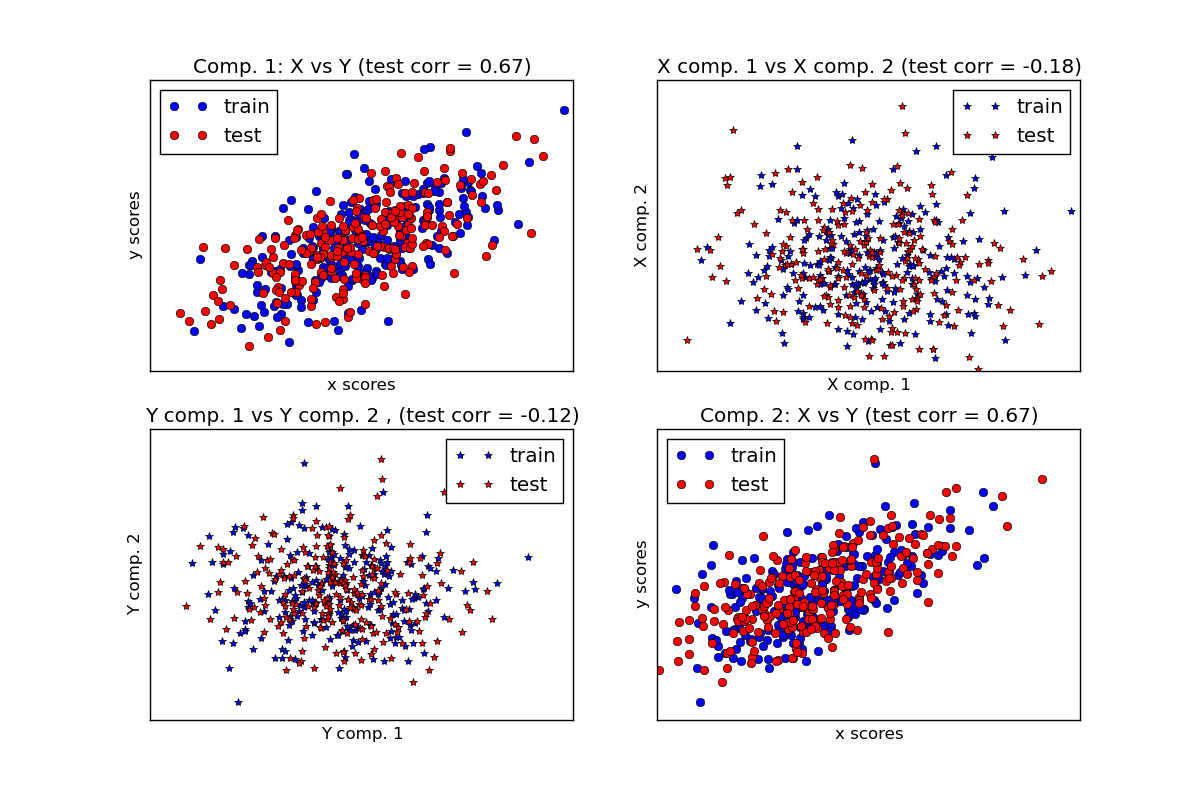 Comp. 1: X vs Y (test corr = 0.67)
train
test
y scores
x scores
X comp. 1 vs X comp. 2 (test corr = -0.18)
train
test
X comp. 2
X comp. 1
Y comp. 1 vs Y comp. 2 , (test corr = -0.12)
train
test
Y comp. 2
Y comp. 1
Comp. 2: X vs Y (test corr = 0.67)
train
test
y scores
x scores